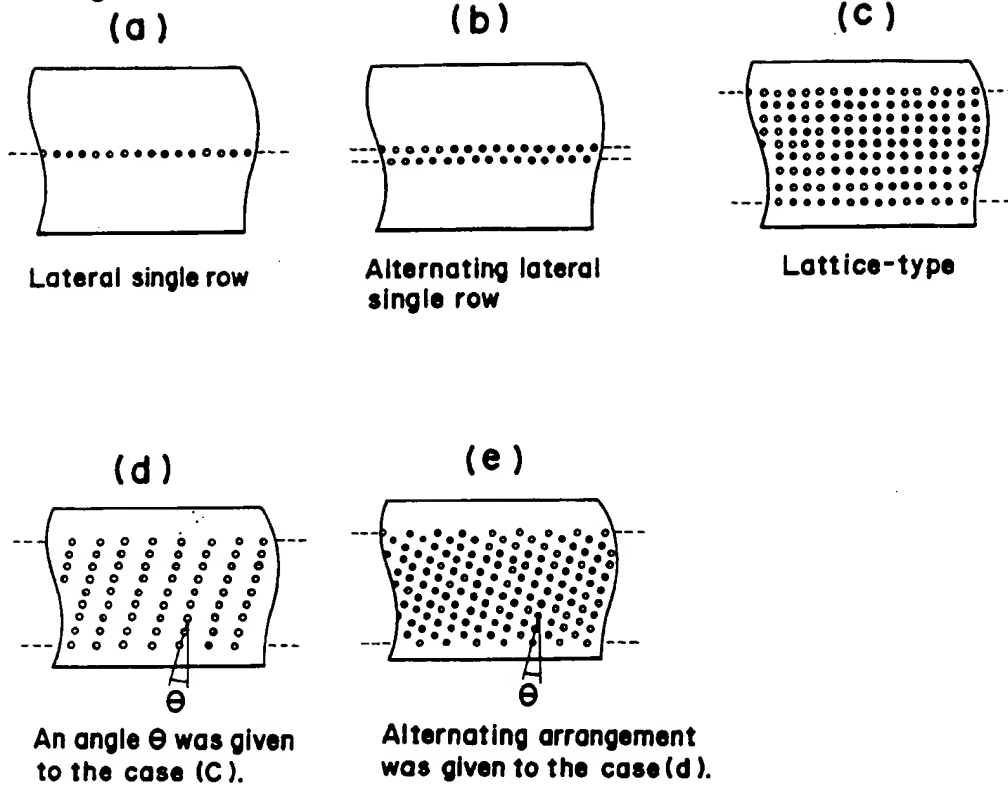 (a)
(b)
(c)
Lateral single row
Alternating lateral
single row
Lattice-type
(d)
(e)
θ
θ
An angle θ was given
to the case (C).
Alternating arrangement
was given to the case (d).